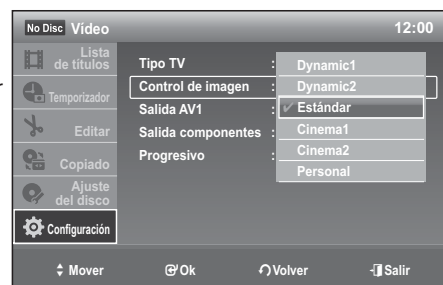 No Disc Vídeo 12:00
Lista
de títulos
Temporizador
Editar
Copiado
Ajuste
del disco
Configuración
Tipo TV :
Control de imagen :
Salida AV1 :
Salida componentes :
Progresivo :
Dynamic1
Dynamic2
✓ Estándar
Cinema1
Cinema2
Personal
Mover Ok Volver Salir